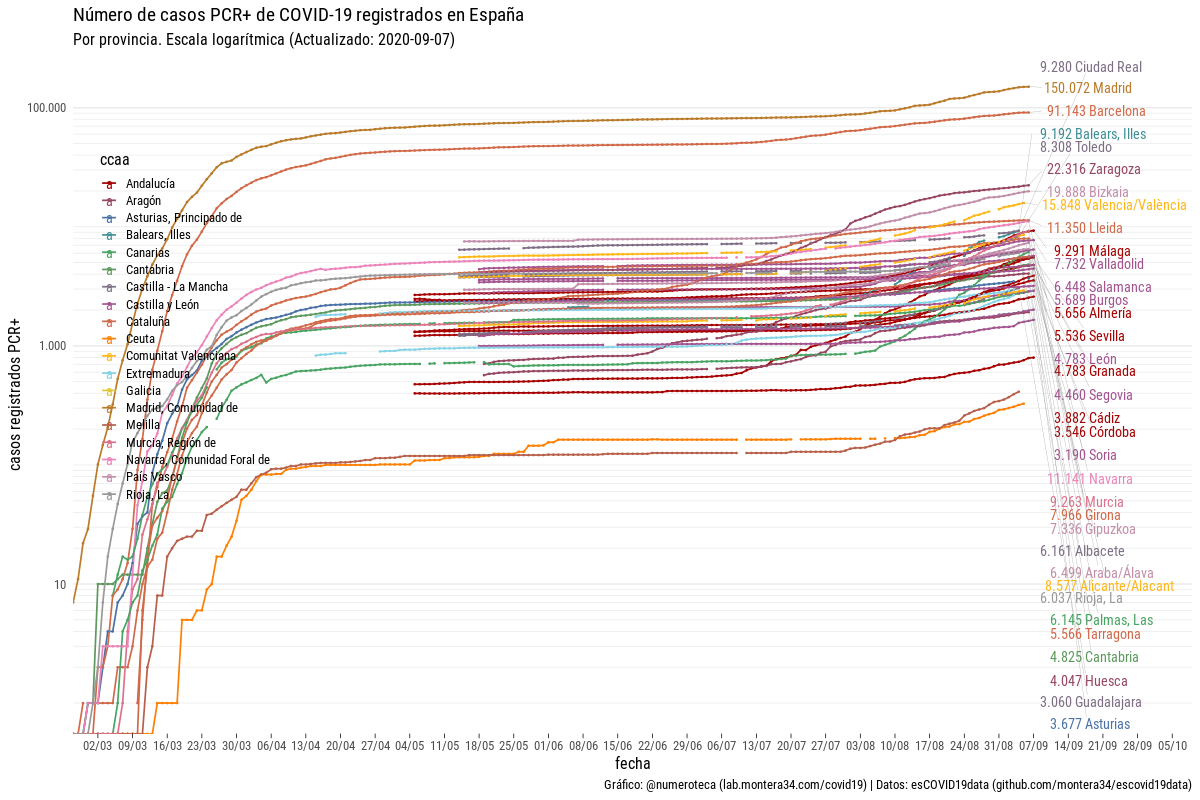 Número de casos PCR+ de COVID-19 registrados en España
Por provincia. Escala logarítmica (Actualizado: 2020-09-07)
casos registrados PCR+
100.000
1.000
10
ccaa
Andalucía
Aragón
Asturias, Principado de
Balears, Illes
Canarias
Cantabria
Castilla - La Mancha
Castilla y León
Cataluña
Ceuta
Comunitat Valenciana
Extremadura
Galicia
Madrid, Comunidad de
Melilla
Murcia, Región de
Navarra, Comunidad Foral de
País Vasco
Rioja, La
9.280 Ciudad Real
150.072 Madrid
91.143 Barcelona
9.192 Balears, Illes
8.308 Toledo
22.316 Zaragoza
19.888 Bizkaia
15.848 Valencia/València
11.350 Lleida
9.291 Málaga
7.732 Valladolid
6.448 Salamanca
5.689 Burgos
5.656 Almería
5.536 Sevilla
4.783 León
4.783 Granada
4.460 Segovia
3.882 Cádiz
3.546 Córdoba
3.190 Soria
11.141 Navarra
9.263 Murcia
7.966 Girona
7.336 Gipuzkoa
6.161 Albacete
6.499 Araba/Álava
8.577 Alicante/Alacant
6.037 Rioja, La
6.145 Palmas, Las
5.566 Tarragona
4.825 Cantabria
4.047 Huesca
3.060 Guadalajara
3.677 Asturias
02/03 09/03 16/03 23/03 30/03 06/04 13/04 20/04 27/04 04/05 11/05 18/05 25/05 01/06 08/06 15/06 22/06 29/06 06/07 13/07 20/07 27/07 03/08 10/08 17/08 24/08 31/08 07/09 14/09 21/09 28/09 05/10
fecha
Gráfico: @numeroteca (lab.montera34.com/covid19) | Datos: esCOVID19data (github.com/montera34/escovid19data)